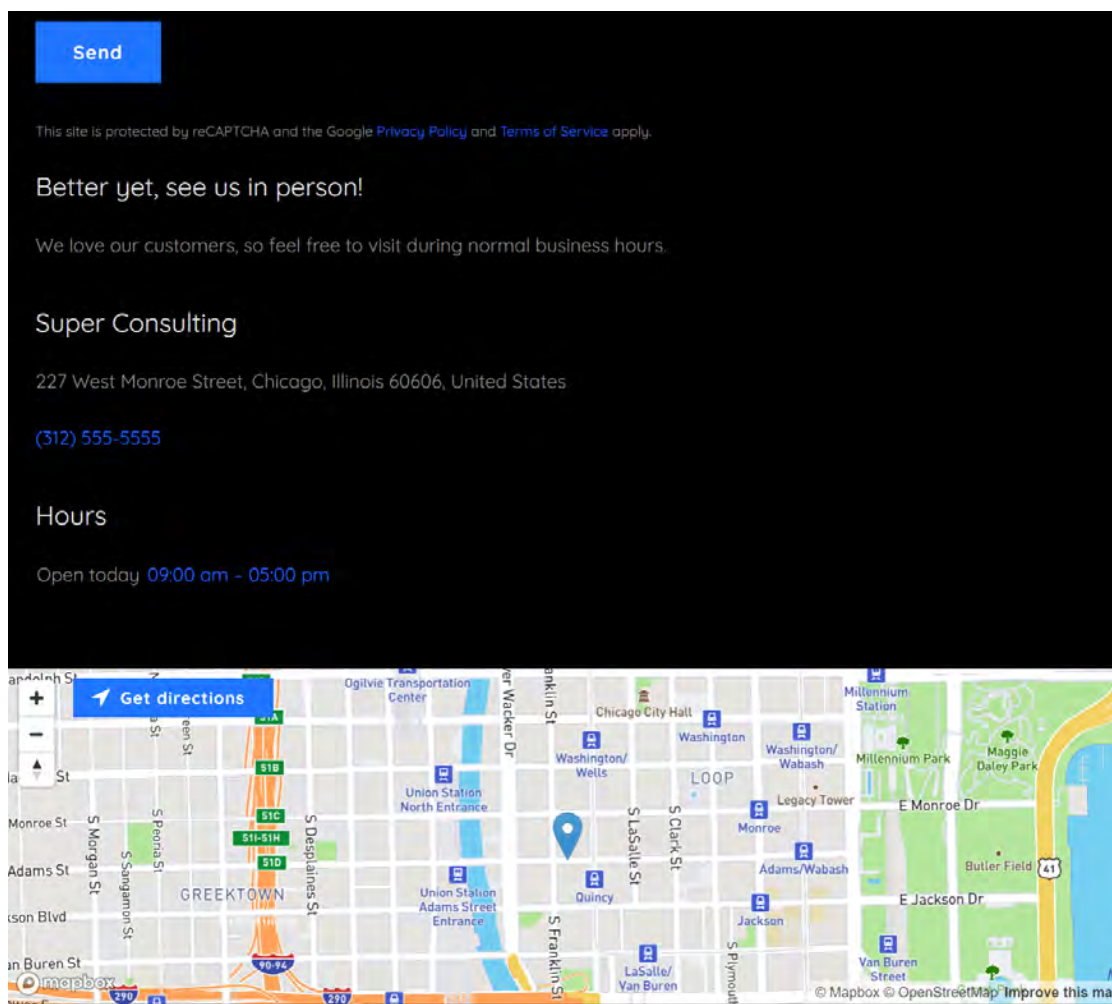 Send
This site is protected by reCAPTCHA and the Google Privacy Policy and Terms of Service apply.
Better yet, see us in person!
We love our customers, so feel free to visit during normal business hours.
Super Consulting
227 West Monroe Street, Chicago, Illinois 60606, United States
(312) 555-5555
Hours
Open today 09:00 am – 05:00 pm
Get directions
+
−
Ogilvie Transportation
Center
Chicago City Hall
Millennium
Station
51A
Washington
Washington/
Wells
Washington/
Wabash
Millennium Park
Maggie
Daley Park
51B
LOOP
Union Station
North Entrance
Legacy Tower
E Monroe Dr
Monroe St
51C
Monroe
51I-51H
S Morgan St
S Peoria St
S Sangamon St
S Desplaines St
S LaSalle St
S Clark St
51D
Adams St
Adams/Wabash
Butler Field
41
GREEKTOWN
Union Station
Adams Street
Entrance
Quincy
E Jackson Dr
Jackson
S Franklin St
S Plymout
Van Buren
Street
90-94
LaSalle/
Van Buren
mapbox
290
290
© Mapbox © OpenStreetMap Improve this ma